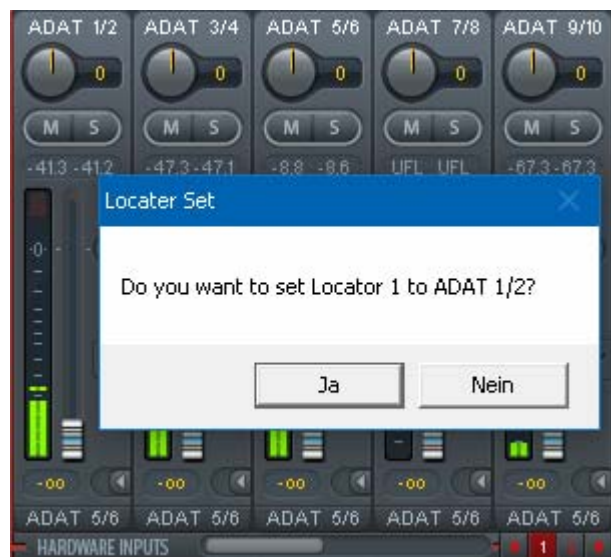 ADAT 1/2 ADAT 3/4 ADAT 5/6 ADAT 7/8 ADAT 9/10
0 0 0 0 0
M S M S M S M S M S
-41.3 -41.2 -47.3 -47.1 -8.8 -8.6 UFL UFL -67.3 -67.3
Locater Set
-0-
Do you want to set Locator 1 to ADAT 1/2?
Ja Nein
-oo -oo -oo -oo -oo
ADAT 5/6 ADAT 5/6 ADAT 5/6 ADAT 5/6 ADAT 5/6
HARDWARE INPUTS 1